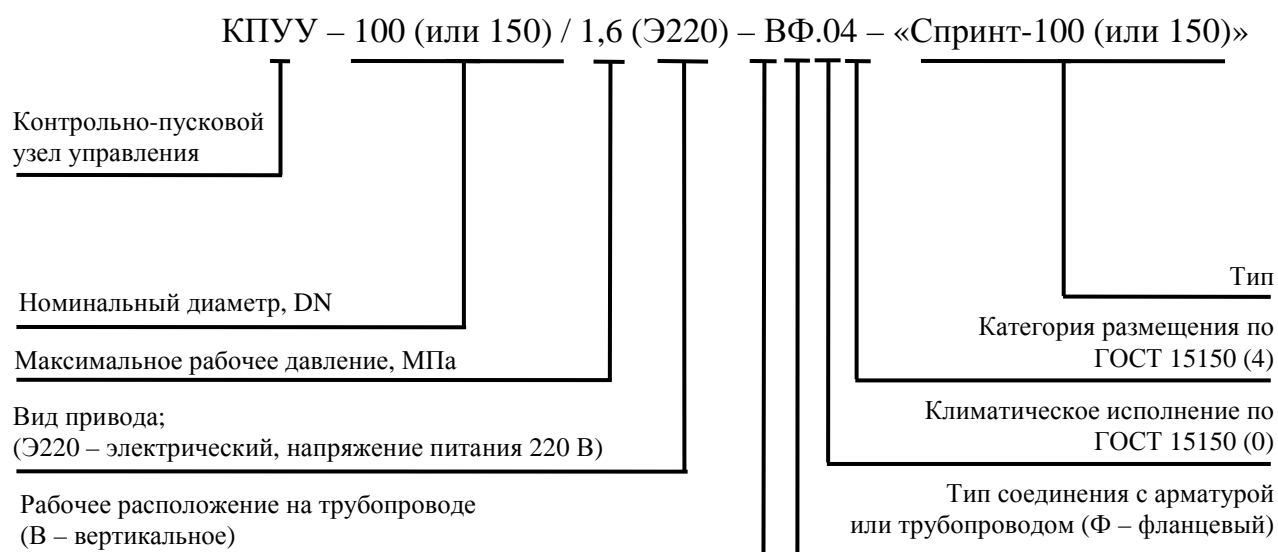 КПУУ – 100 (или 150) / 1,6 (Э220) – ВФ.04 – «Спринт-100 (или 150)»
Контрольно-пусковой
узел управления
Тип
Номинальный диаметр, DN
Категория размещения по
ГОСТ 15150 (4)
Максимальное рабочее давление, МПа
Климатическое исполнение по
ГОСТ 15150 (0)
Вид привода;
(Э220 – электрический, напряжение питания 220 В)
Тип соединения с арматурой
или трубопроводом (Ф – фланцевый)
Рабочее расположение на трубопроводе
(В – вертикальное)